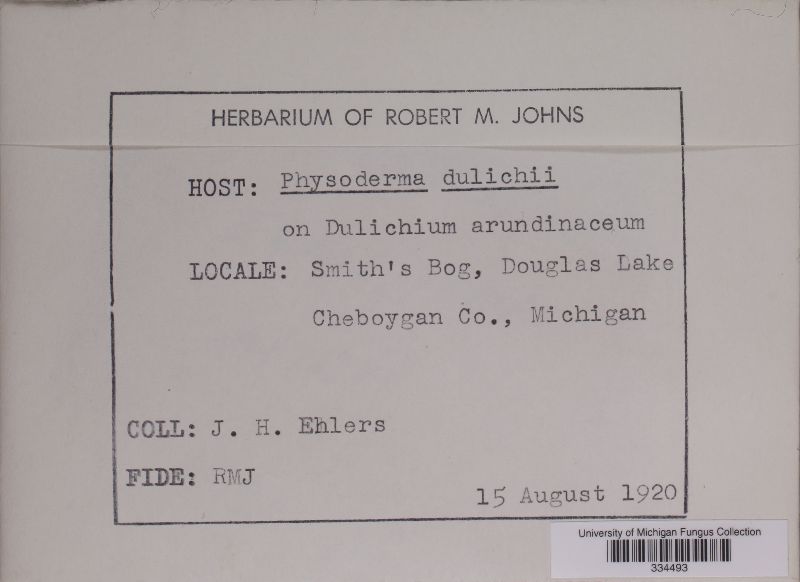 HERBARIUM OF ROBERT M. JOHNS
HOST: Physoderma dulichii
on Dulichium arundinaceum
LOCALE: Smith's Bog, Douglas Lake
Cheboygan Co., Michigan
COLL: J. H. Ehlers
FIDE: RMJ
15 August 1920
University of Michigan Fungus Collection
334493